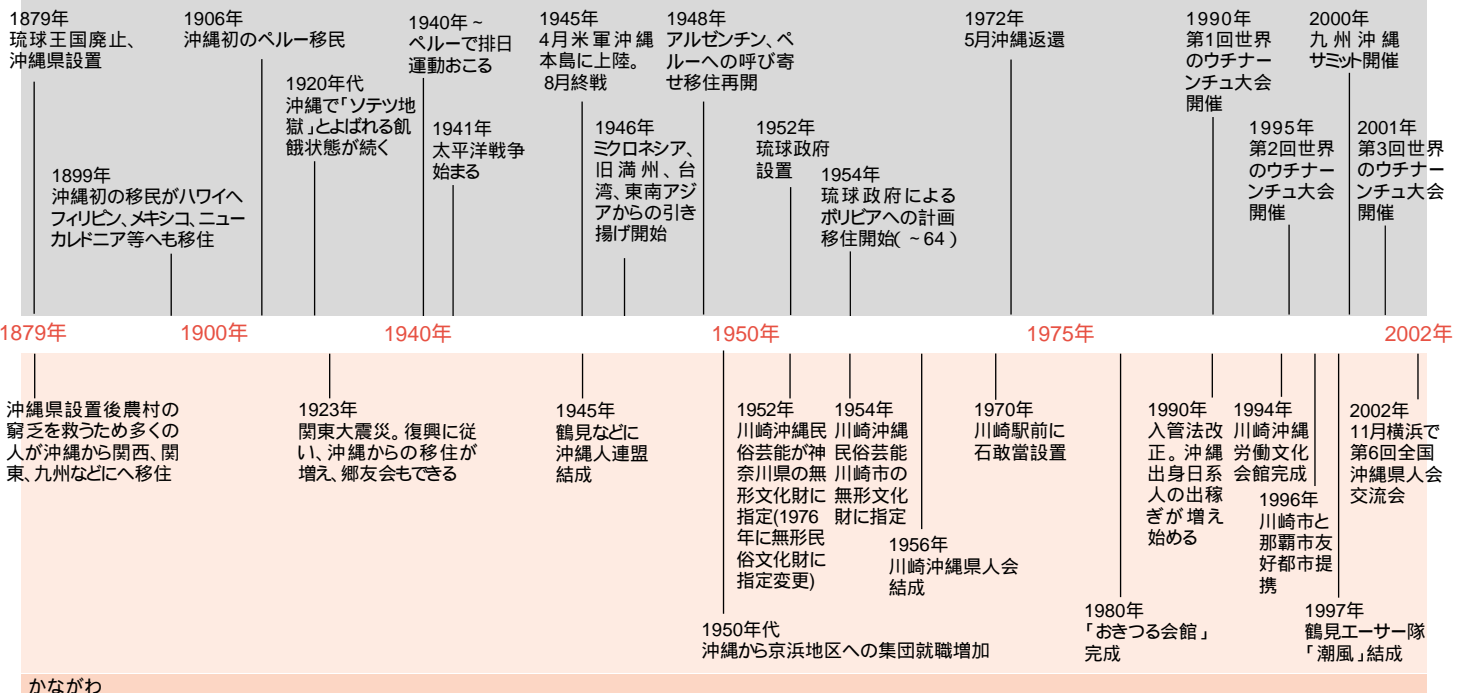 1879年
琉球王国廃止、
沖縄県設置
1899年
沖縄初の移民がハワイへ
フィリピン、メキシコ、ニュー
カレドニア等へも移住
1906年
沖縄初のペルー移民
1920年代
沖縄で「ソテツ地
獄」とよばれる飢
餓状態が続く
1940年 ~
ペルーで排日
運動おこる
1941年
太平洋戦争
始まる
1945年
4月米軍沖縄
本島に上陸。
8月終戦
1946年
ミクロネシア、
旧満州、台
湾、東南アジ
アからの引き
揚げ開始
1948年
アルゼンチン、ペ
ルーへの呼び寄
せ移住再開
1952年
琉球政府
設置
1954年
琉球政府による
ボリビアへの計画
移住開始( ~64 )
1972年
5月沖縄返還
1990年
第1回世界
のウチナー
ンチュ大会
開催
1995年
第2回世界
のウチナー
ンチュ大会
開催
2000年
九州沖縄
サミット開催
2001年
第3回世界
のウチナー
ンチュ大会
開催
1879年
1900年
1940年
1950年
1975年
2002年
沖縄県設置後農村の
窮乏を救うため多くの
人が沖縄から関西、関
東、九州などにへ移住
1923年
関東大震災。復興に従
い、沖縄からの移住が
増え、郷友会もできる
1945年
鶴見などに
沖縄人連盟
結成
1950年代
沖縄から京浜地区への集団就職増加
1952年
川崎沖縄民
俗芸能が神
奈川県の無
形文化財に
指定(1976
年に無形民
俗文化財に
指定変更)
1954年
川崎沖縄
民俗芸能
川崎市の
無形文化
財に指定
1956年
川崎沖縄県人会
結成
1970年
川崎駅前に
石敢當設置
1980年
「おきつる会館」
完成
1990年
入管法改
正。沖縄
出身日系
人の出稼
ぎが増え
始める
1994年
川崎沖縄
労働文化
会館完成
1996年
川崎市と
那覇市友
好都市提
携
1997年
鶴見エーサー隊
「潮風」結成
2002年
11月横浜で
第6回全国
沖縄県人会
交流会
かながわ